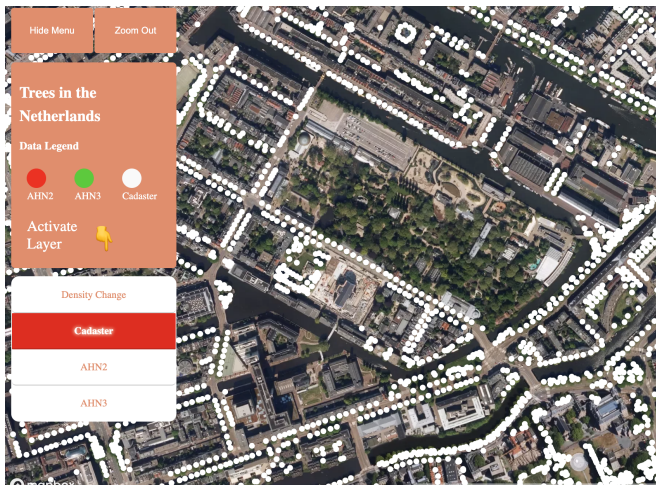 Hide Menu
Zoom Out
Trees in the
Netherlands
Data Legend
AHN2
AHN3
Cadaster
Activate
Layer
Density Change
Cadaster
AHN2
AHN3
mapbox